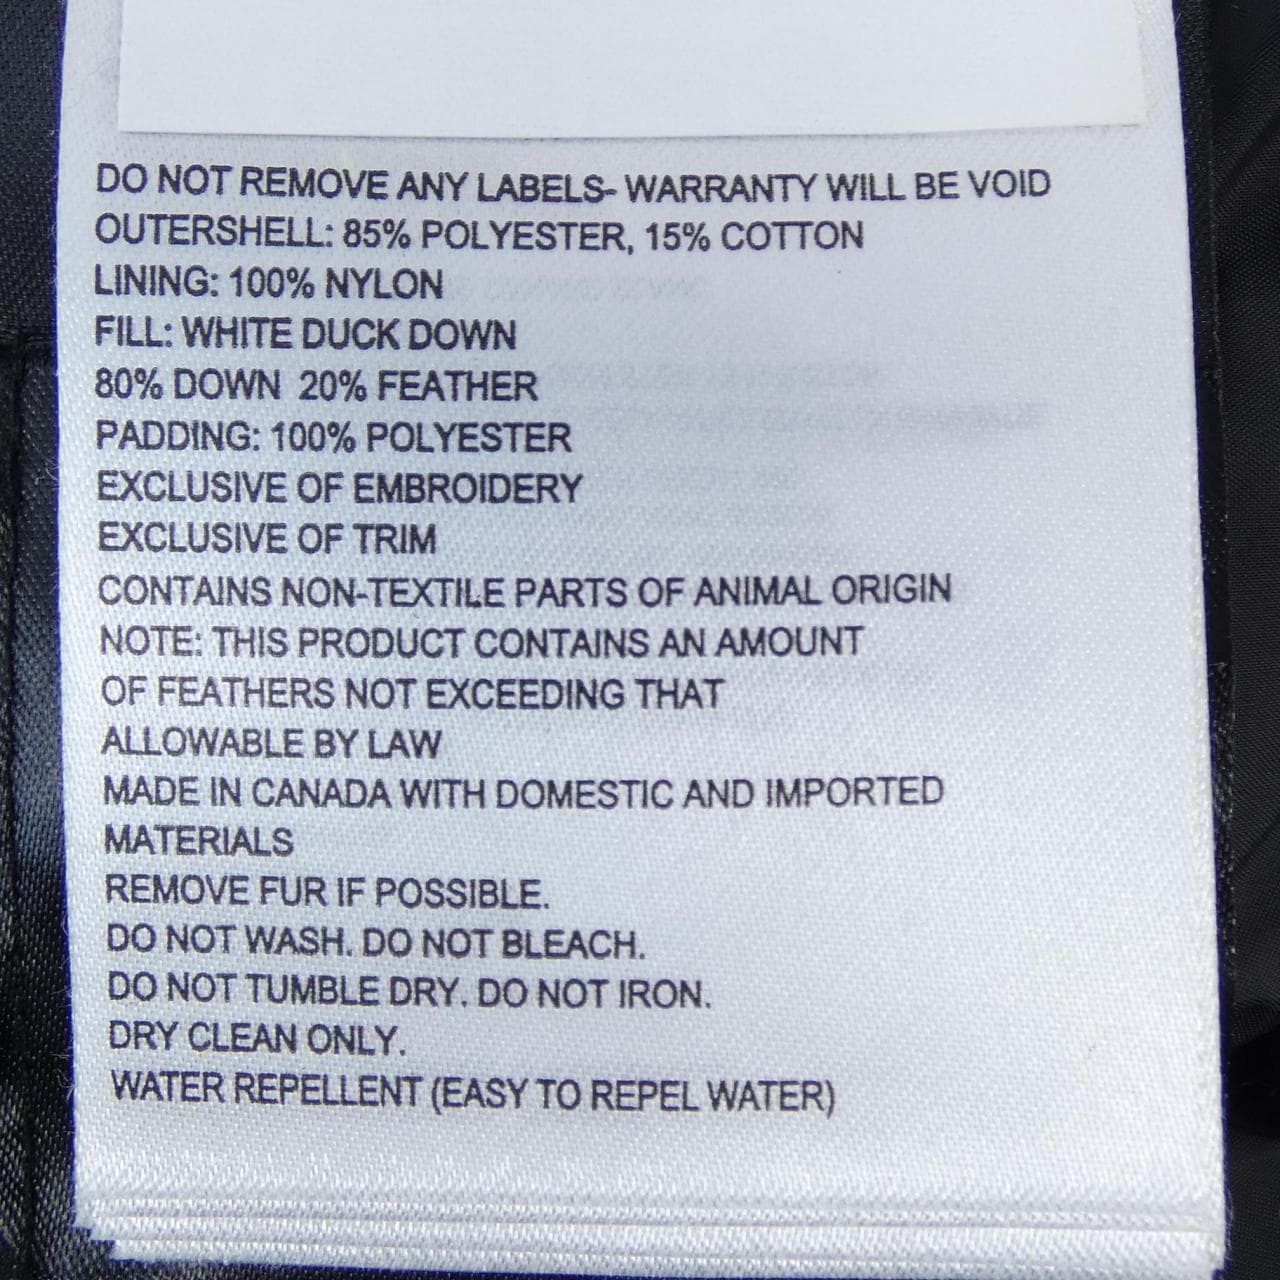 DO NOT REMOVE ANY LABELS- WARRANTY WILL BE VOID
OUTERSHELL: 85% POLYESTER, 15% COTTON
LINING: 100% NYLON
FILL: WHITE DUCK DOWN
80% DOWN 20% FEATHER
PADDING: 100% POLYESTER
EXCLUSIVE OF EMBROIDERY
EXCLUSIVE OF TRIM
CONTAINS NON-TEXTILE PARTS OF ANIMAL ORIGIN
NOTE: THIS PRODUCT CONTAINS AN AMOUNT
OF FEATHERS NOT EXCEEDING THAT
ALLOWABLE BY LAW
MADE IN CANADA WITH DOMESTIC AND IMPORTED
MATERIALS
REMOVE FUR IF POSSIBLE.
DO NOT WASH. DO NOT BLEACH.
DO NOT TUMBLE DRY. DO NOT IRON.
DRY CLEAN ONLY.
WATER REPELLENT (EASY TO REPEL WATER)